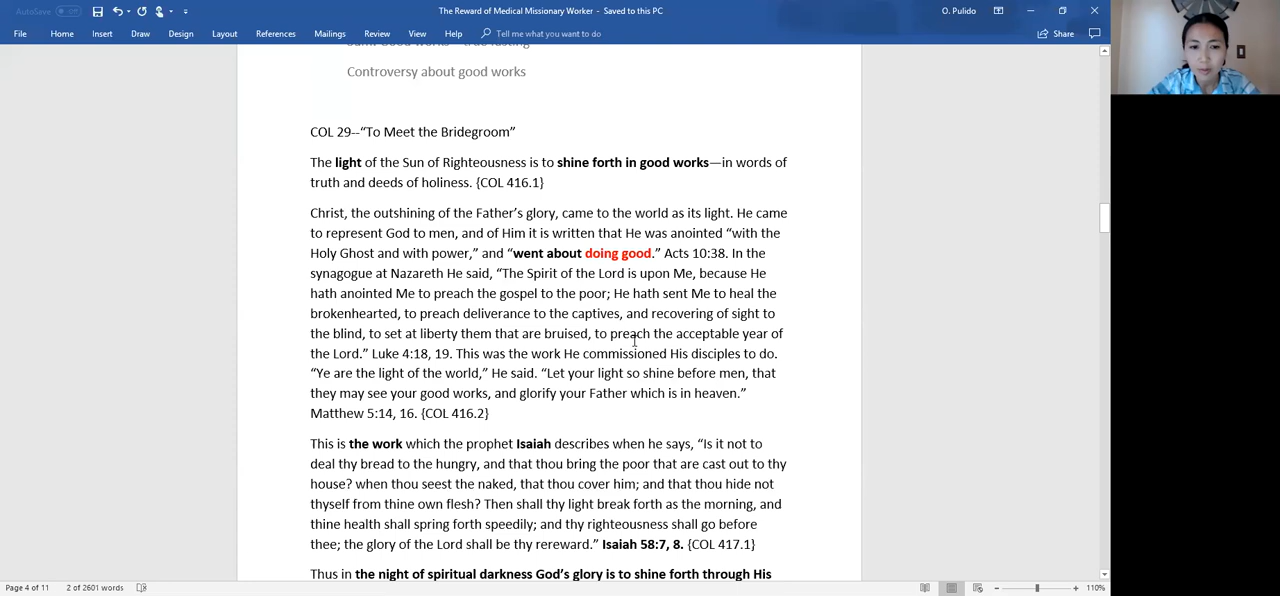 AutoSave Off
The Reward of Medical Missionary Worker - Saved to this PC
O. Pulido
File Home Insert Draw Design Layout References Mailings Review View Help Tell me what you want to do Share
Controversy about good works
COL 29--“To Meet the Bridegroom”
The light of the Sun of Righteousness is to shine forth in good works—in words of
truth and deeds of holiness. {COL 416.1}
Christ, the outshining of the Father’s glory, came to the world as its light. He came
to represent God to men, and of Him it is written that He was anointed “with the
Holy Ghost and with power,” and “went about doing good.” Acts 10:38. In the
synagogue at Nazareth He said, “The Spirit of the Lord is upon Me, because He
hath anointed Me to preach the gospel to the poor; He hath sent Me to heal the
brokenhearted, to preach deliverance to the captives, and recovering of sight to
the blind, to set at liberty them that are bruised, to preach the acceptable year of
the Lord.” Luke 4:18, 19. This was the work He commissioned His disciples to do.
“Ye are the light of the world,” He said. “Let your light so shine before men, that
they may see your good works, and glorify your Father which is in heaven.”
Matthew 5:14, 16. {COL 416.2}
This is the work which the prophet Isaiah describes when he says, “Is it not to
deal thy bread to the hungry, and that thou bring the poor that are cast out to thy
house? when thou seest the naked, that thou cover him; and that thou hide not
thyself from thine own flesh? Then shall thy light break forth as the morning, and
thine health shall spring forth speedily; and thy righteousness shall go before
thee; the glory of the Lord shall be thy rereward.” Isaiah 58:7, 8. {COL 417.1}
Thus in the night of spiritual darkness God’s glory is to shine forth through His
Page 4 of 11 2 of 2601 words 110%